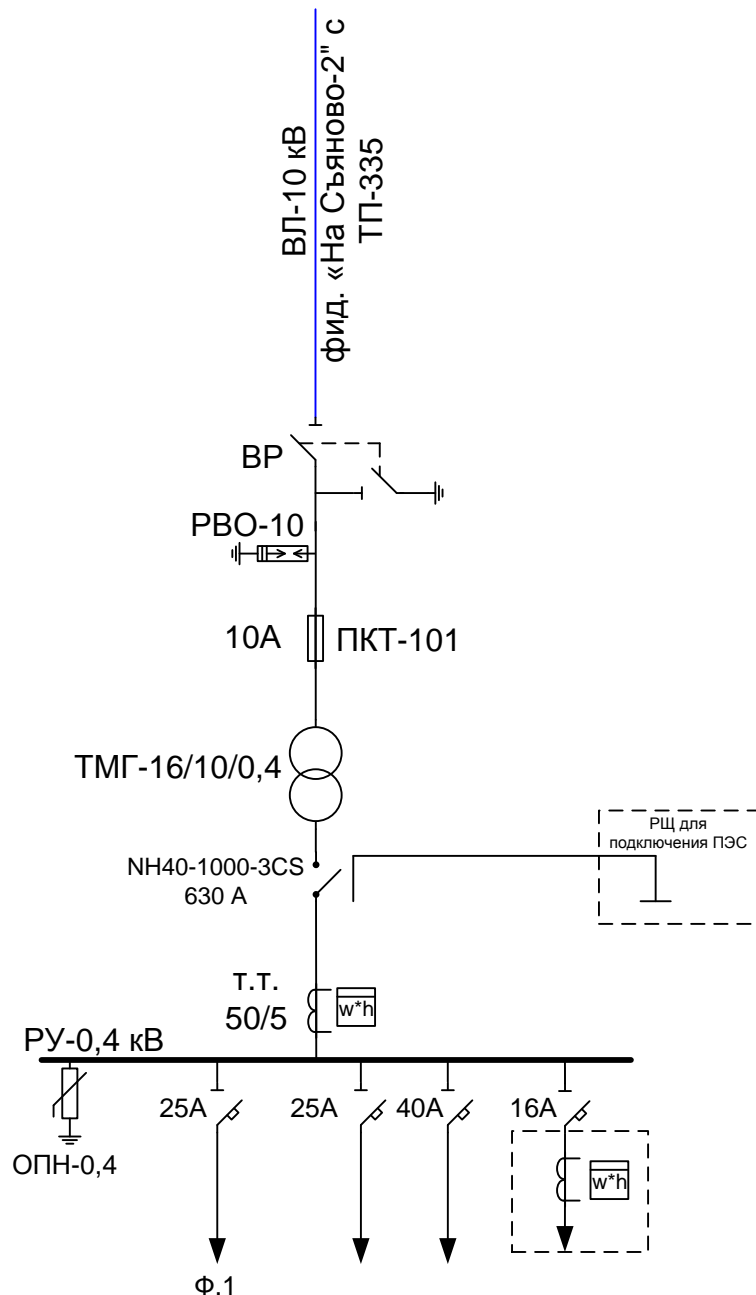 ВЛ-10 кВ
фид. «На Съяново-2" с
ТП-335
ВР
РВО-10
10А
ПКТ-101
ТМГ-16/10/0,4
РЩ для
подключения ПЭС
NH40-1000-3CS
630 А
т.т.
50/5
w*h
РУ-0,4 кВ
25А
25А
40А
16А
ОПН-0,4
w*h
Ф.1